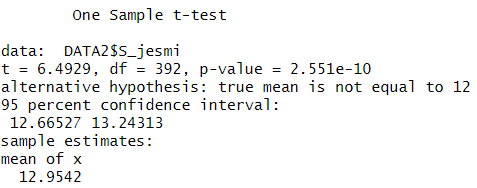 One Sample t-test
data: DATA2$S_jesmi
t = 6.4929, df = 392, p-value = 2.551e-10
alternative hypothesis: true mean is not equal to 12
95 percent confidence interval:
12.66527 13.24313
sample estimates:
mean of x
12.9542